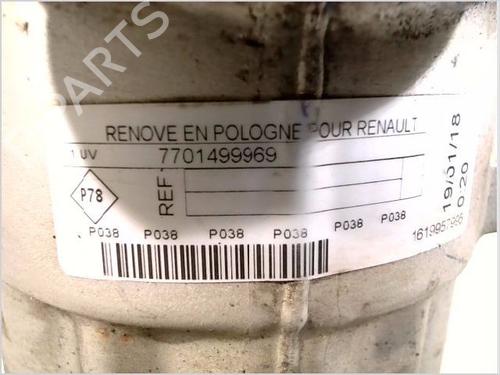 PARTS
RENOVE EN POLOGNE POUR RENAULT
1 UV 7701499969
P78
REF
P038 P038 P038 P038 P038 P038
19/01/18
0 20